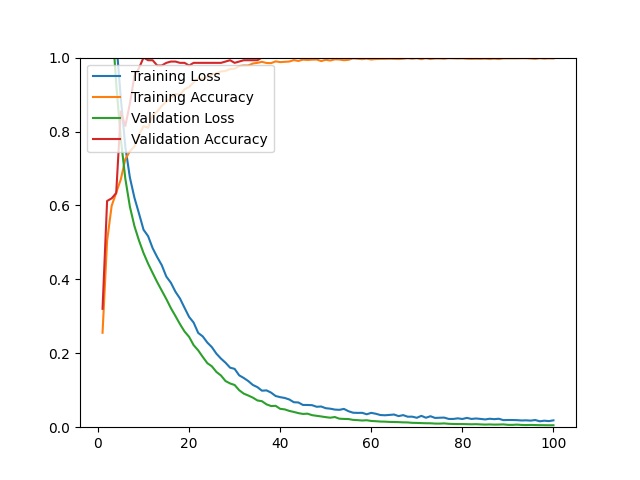 1.0
0.8
0.6
0.4
0.2
0.0
Training Loss
Training Accuracy
Validation Loss
Validation Accuracy
0 20 40 60 80 100